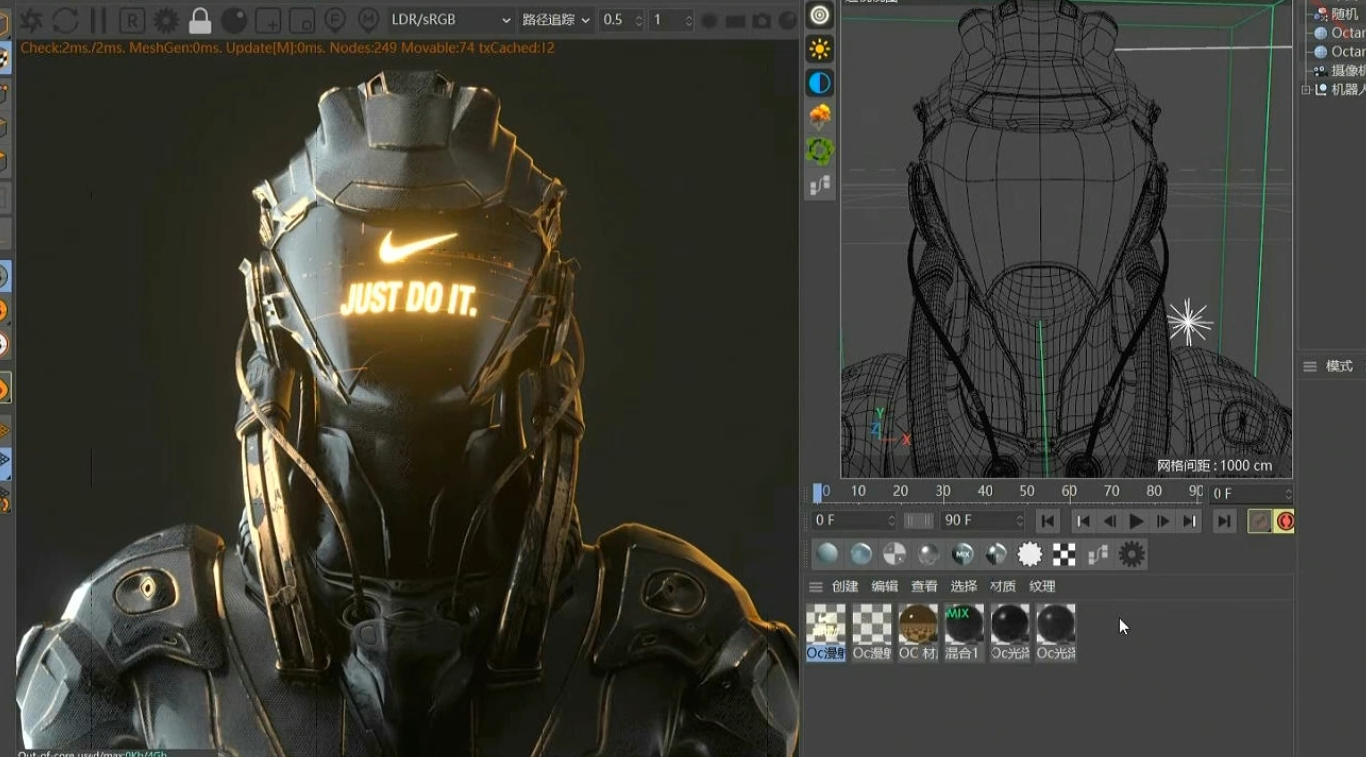 LDR/sRGB
路径追踪
0.5
1
Check:2ms./2ms. MeshGen:0ms. Update[M]:0ms. Nodes:249 Movable:74 txCached:12
JUST DO IT.
随机
Octan
Octan
摄像机
机器人
模式
Y
Z
X
网格间距 : 1000 cm
0 10 20 30 40 50 60 70 80 90
0 F
0 F
90 F
MIX
创建 编辑 查看 选择 材质 纹理
MIX
Oc漫射 Oc漫射 OC 材 混合1 Oc光泽 Oc光泽
Out-of-core used/max:0Kb/4Gb